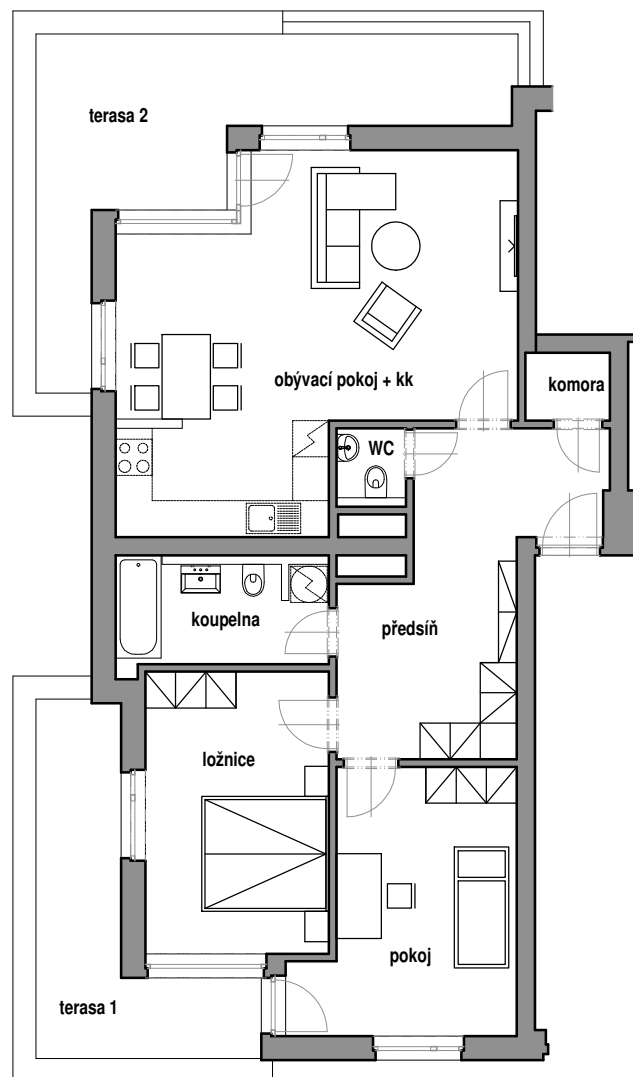 terasa 2
obývací pokoj + kk
komora
WC
koupelna
předsíň
ložnice
pokoj
terasa 1